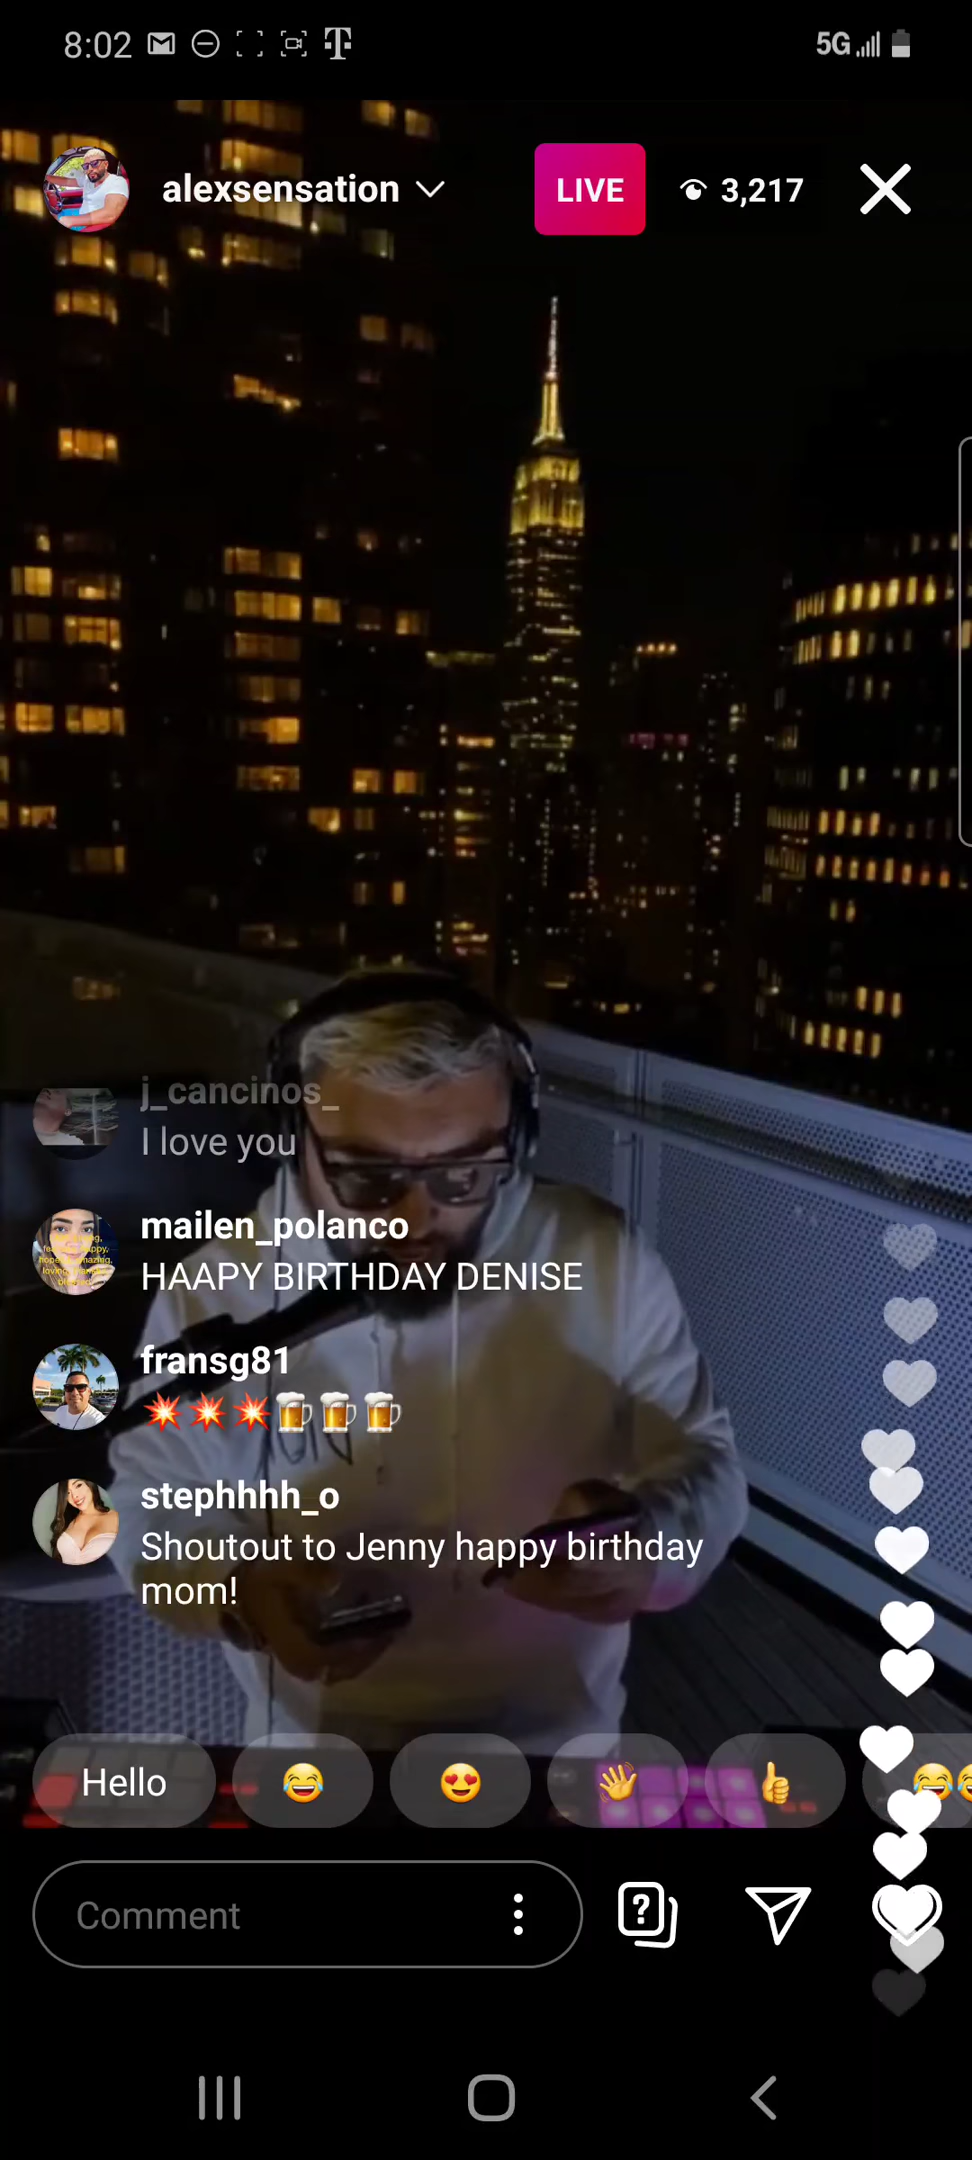 8:02
5G
alexsensation
LIVE
3,217
j_cancinos_
I love you
mailen_polanco
HAAPY BIRTHDAY DENISE
fransg81
💥💥💥🍺🍺🍺
stephhhh_o
Shoutout to Jenny happy birthday
mom!
Hello 😂 😍 👋 👍 😂😂
Comment